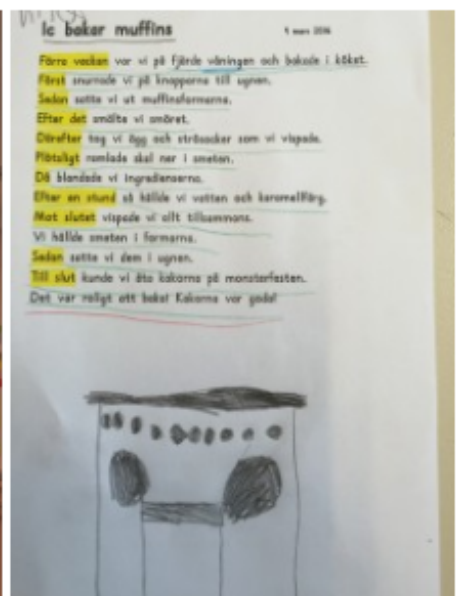 1c bakar muffins
4 mars 2016
Förra veckan var vi på fjärde våningen och bakade i köket.
Först snurrade vi på knapparna till ugnen.
Sedan satte vi ut muffinsformarna.
Efter det smälte vi smöret.
Därefter tog vi ägg och strösocker som vi vispade.
Plötsligt ramlade skal ner i smeten.
Då blandade vi ingredienserna.
Efter en stund så hällde vi vatten och karamellfärg.
Mot slutet vispade vi allt tillsammans.
Vi hällde smeten i formarna.
Sedan satte vi dem i ugnen.
Till slut kunde vi äta kakorna på monsterfesten.
Det var roligt att baka! Kakorna var goda!